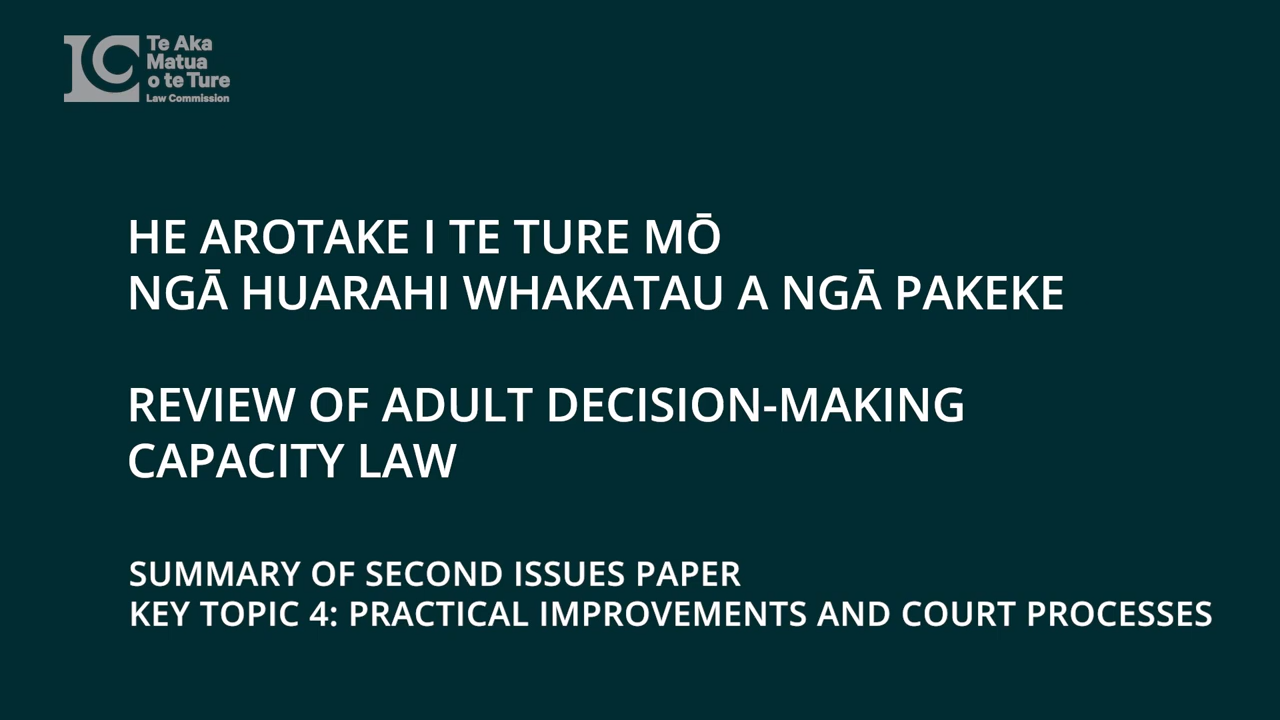 Te Aka
Matua
o te Ture
Law Commission
HE AROTAKE I TE TURE MŌ
NGĀ HUARAHI WHAKATAU A NGĀ PAKEKE
REVIEW OF ADULT DECISION-MAKING
CAPACITY LAW
SUMMARY OF SECOND ISSUES PAPER
KEY TOPIC 4: PRACTICAL IMPROVEMENTS AND COURT PROCESSES